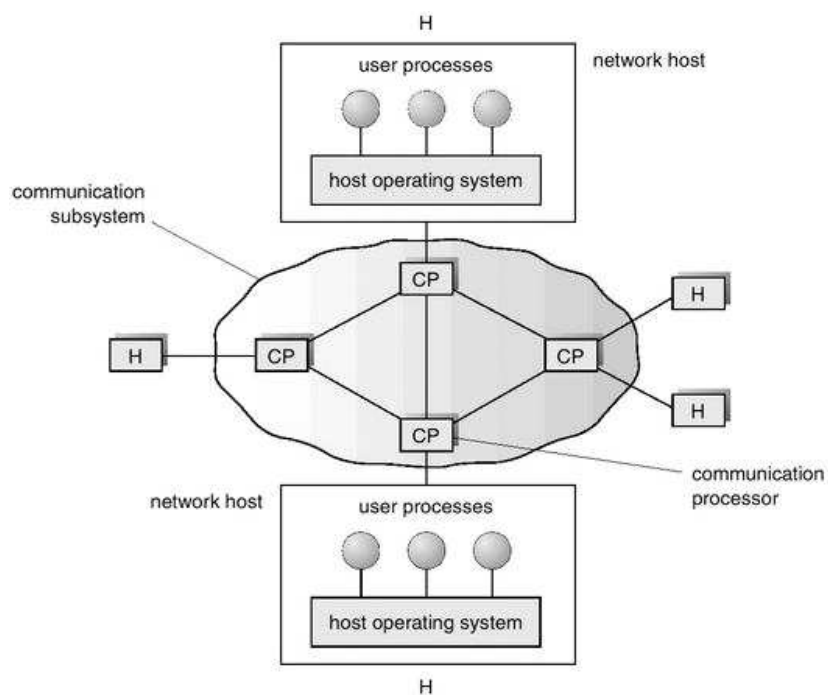 H
user processes
network host
host operating system
communication
subsystem
CP
H
H
CP
CP
CP
H
communication
processor
network host
user processes
host operating system
H